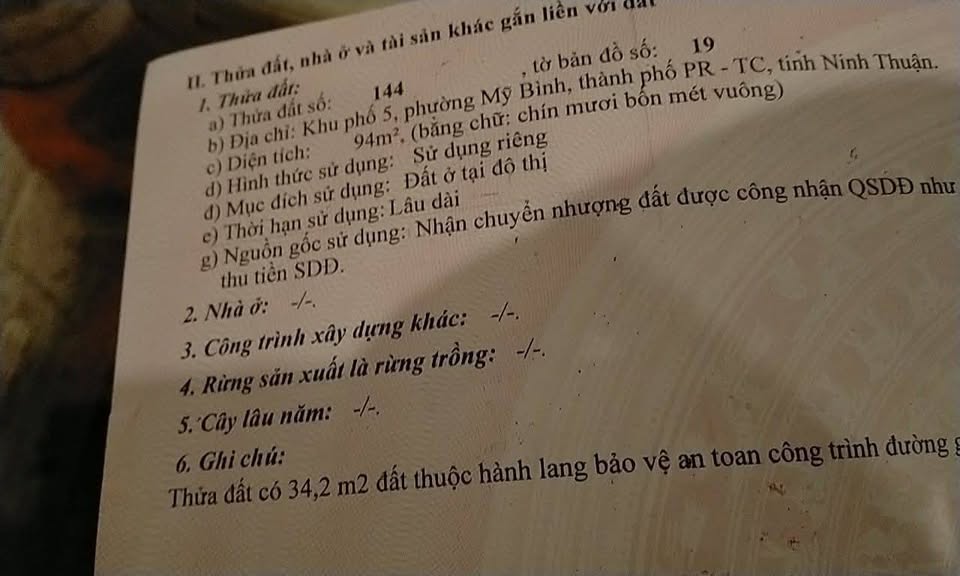 II. Thửa đất, nhà ở và tài sản khác gắn liền với đất
1. Thửa đất:
a) Thửa đất số: 144 , tờ bản đồ số: 19
b) Địa chỉ: Khu phố 5, phường Mỹ Bình, thành phố PR - TC, tỉnh Ninh Thuận.
c) Diện tích: 94m², (bằng chữ: chín mươi bốn mét vuông)
d) Hình thức sử dụng: Sử dụng riêng
đ) Mục đích sử dụng: Đất ở tại đô thị
e) Thời hạn sử dụng: Lâu dài
g) Nguồn gốc sử dụng: Nhận chuyển nhượng đất được công nhận QSDĐ như
thu tiền SDĐ.
2. Nhà ở: -/-.
3. Công trình xây dựng khác: -/-.
4. Rừng sản xuất là rừng trồng: -/-.
5. Cây lâu năm: -/-.
6. Ghi chú:
Thửa đất có 34,2 m2 đất thuộc hành lang bảo vệ an toan công trình đường